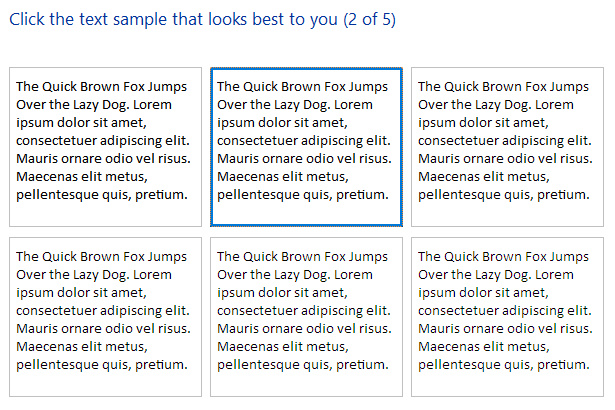 Click the text sample that looks best to you (2 of 5)
The Quick Brown Fox Jumps
Over the Lazy Dog. Lorem
ipsum dolor sit amet,
consectetuer adipiscing elit.
Mauris ornare odio vel risus.
Maecenas elit metus,
pellentesque quis, pretium.
The Quick Brown Fox Jumps
Over the Lazy Dog. Lorem
ipsum dolor sit amet,
consectetuer adipiscing elit.
Mauris ornare odio vel risus.
Maecenas elit metus,
pellentesque quis, pretium.
The Quick Brown Fox Jumps
Over the Lazy Dog. Lorem
ipsum dolor sit amet,
consectetuer adipiscing elit.
Mauris ornare odio vel risus.
Maecenas elit metus,
pellentesque quis, pretium.
The Quick Brown Fox Jumps
Over the Lazy Dog. Lorem
ipsum dolor sit amet,
consectetuer adipiscing elit.
Mauris ornare odio vel risus.
Maecenas elit metus,
pellentesque quis, pretium.
The Quick Brown Fox Jumps
Over the Lazy Dog. Lorem
ipsum dolor sit amet,
consectetuer adipiscing elit.
Mauris ornare odio vel risus.
Maecenas elit metus,
pellentesque quis, pretium.
The Quick Brown Fox Jumps
Over the Lazy Dog. Lorem
ipsum dolor sit amet,
consectetuer adipiscing elit.
Mauris ornare odio vel risus.
Maecenas elit metus,
pellentesque quis, pretium.